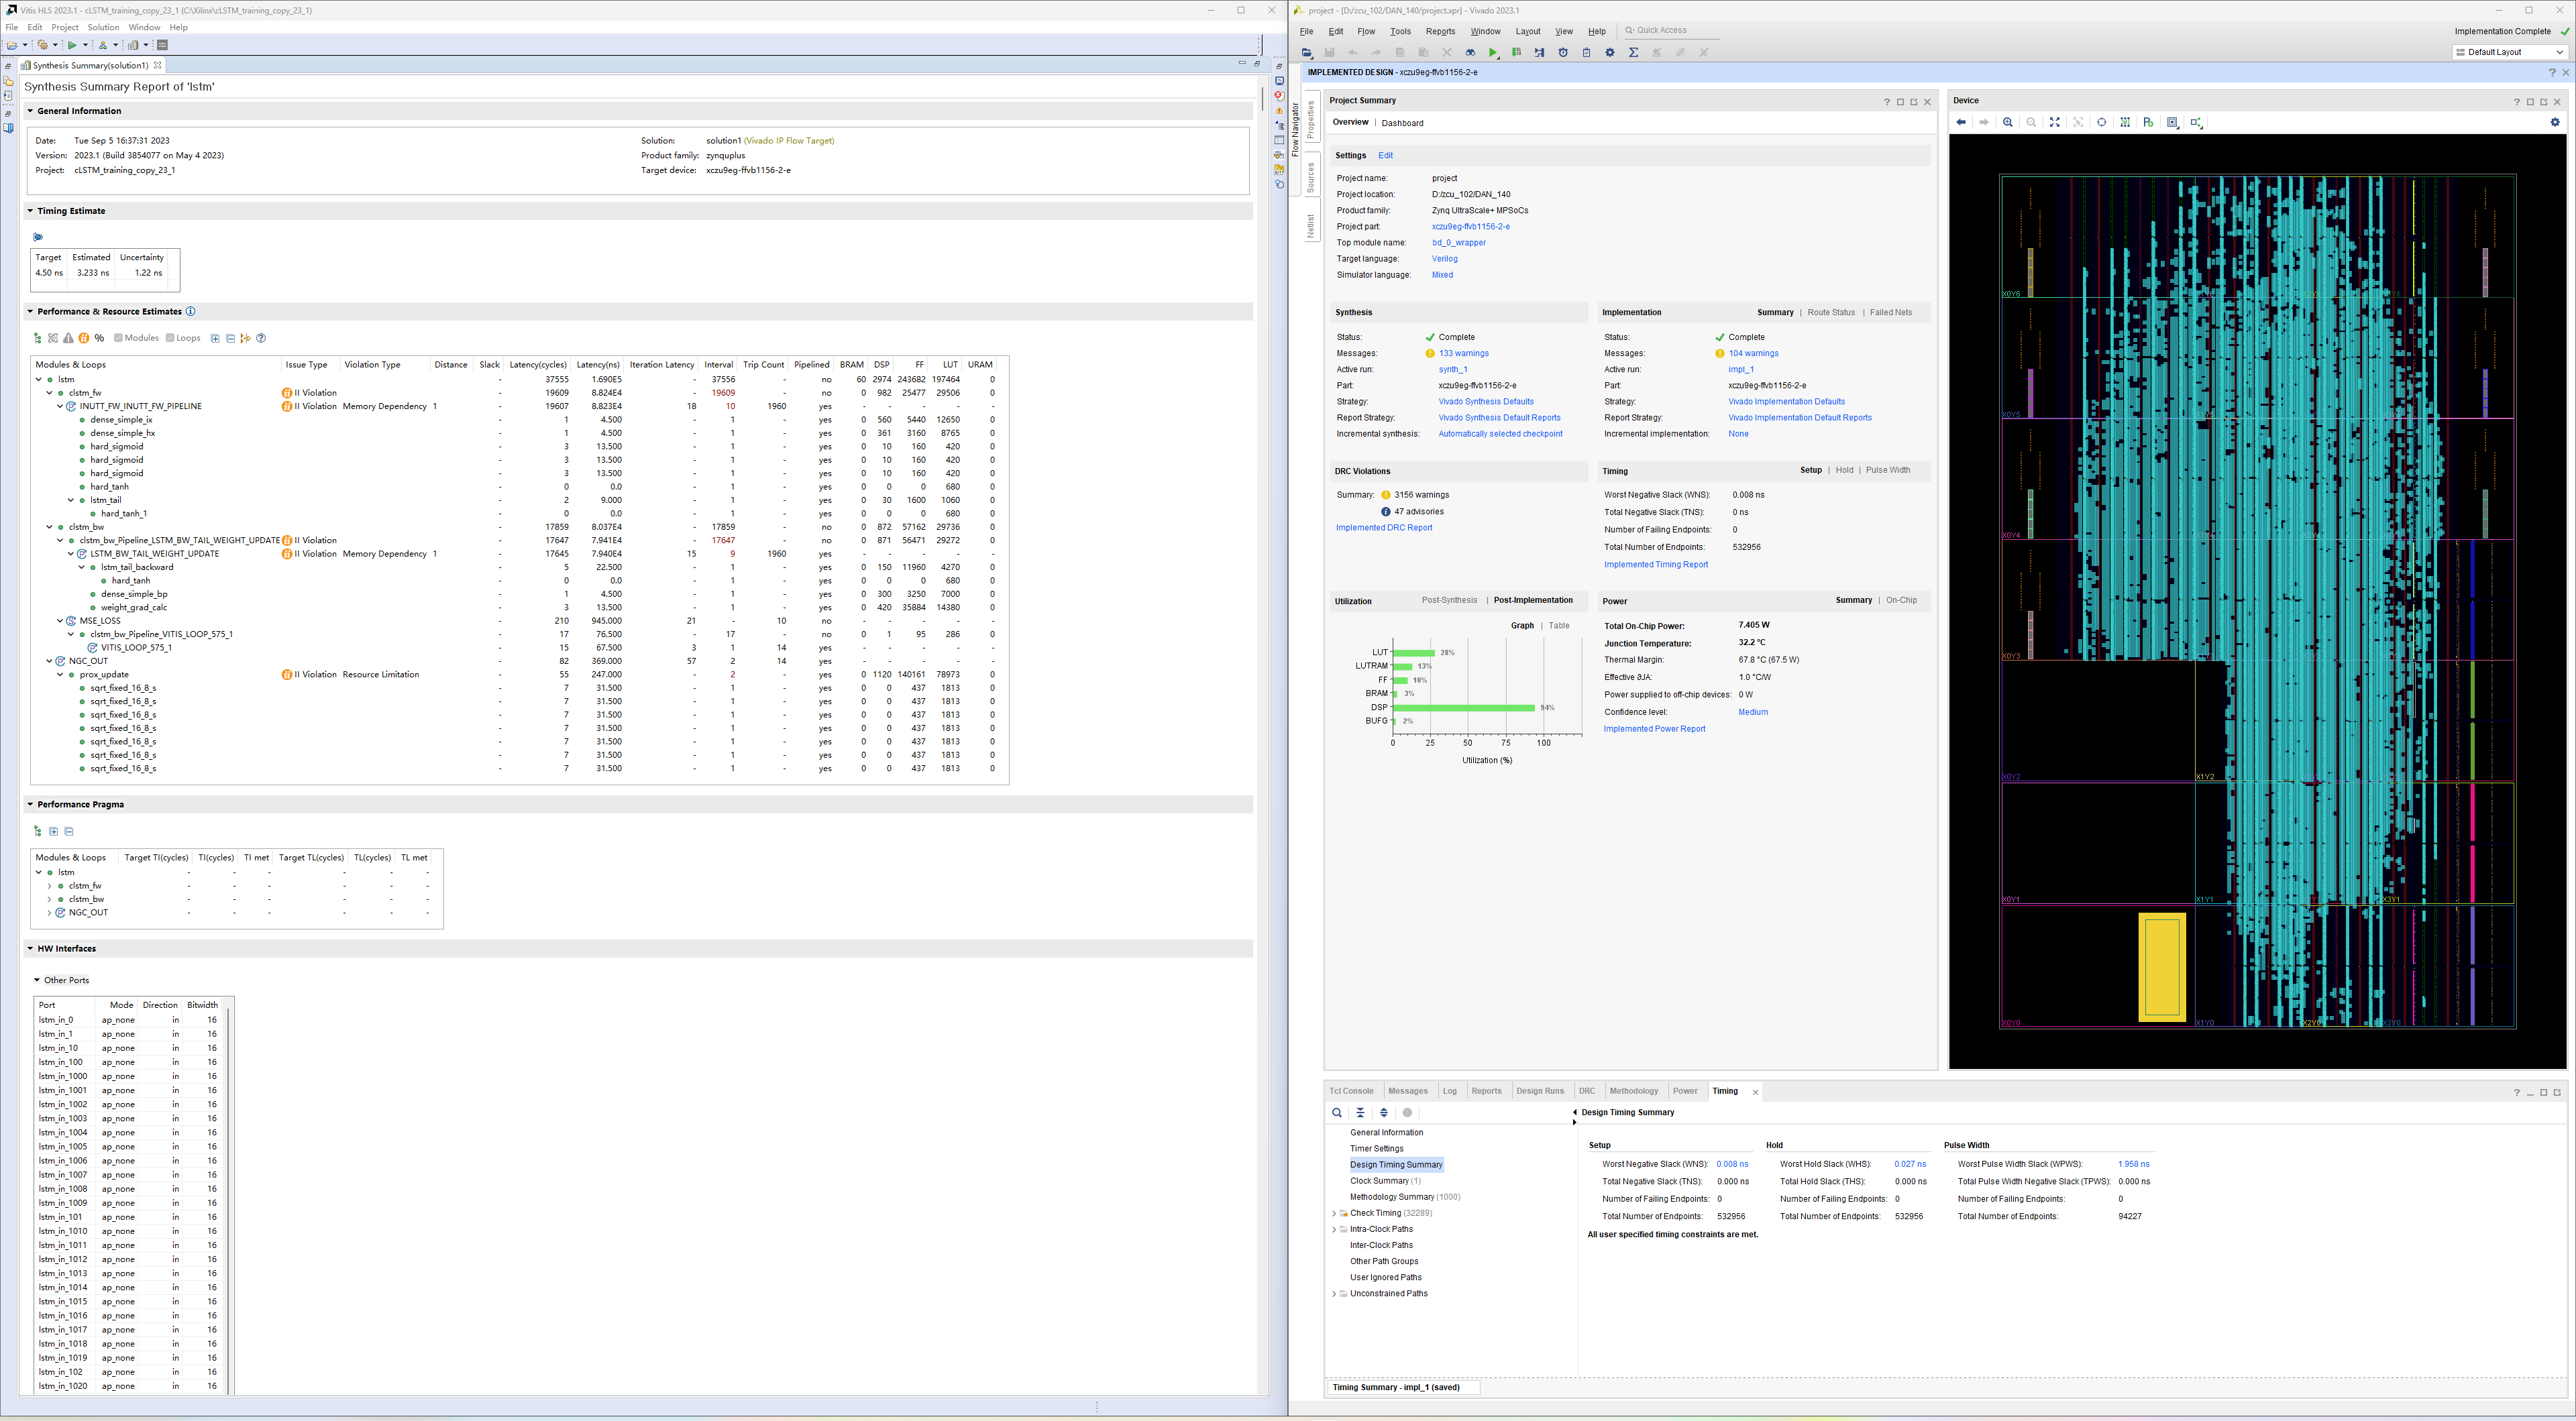 Vitis HLS 2023.1 - cLSTM_training_copy_23_1 (C:\Xilinx\cLSTM_training_copy_23_1)
File Edit Project Solution Window Help
Synthesis Summary(solution1)
Synthesis Summary Report of 'lstm'
General Information
Date: Tue Sep 5 16:37:31 2023 Solution: solution1 (Vivado IP Flow Target)
Version: 2023.1 (Build 3854077 on May 4 2023) Product family: zynquplus
Project: cLSTM_training_copy_23_1 Target device: xczu9eg-ffvb1156-2-e
Timing Estimate
Target Estimated Uncertainty
4.50 ns 3.233 ns 1.22 ns
Performance & Resource Estimates
% Modules Loops
Modules & Loops Issue Type Violation Type Distance Slack Latency(cycles) Latency(ns) Iteration Latency Interval Trip Count Pipelined BRAM DSP FF LUT URAM
lstm - 37555 1.690E5 - 37556 - no 60 2974 243682 197464 0
clstm_fw II Violation - 19609 8.824E4 - 19609 - no 0 982 25477 29506 0
INUTT_FW_INUTT_FW_PIPELINE II Violation Memory Dependency 1 - 19607 8.823E4 18 10 1960 yes - - - - -
dense_simple_ix - 1 4.500 - 1 - yes 0 560 5440 12650 0
dense_simple_hx - 1 4.500 - 1 - yes 0 361 3160 8765 0
hard_sigmoid - 3 13.500 - 1 - yes 0 10 160 420 0
hard_sigmoid - 3 13.500 - 1 - yes 0 10 160 420 0
hard_sigmoid - 3 13.500 - 1 - yes 0 10 160 420 0
hard_tanh - 0 0.0 - 1 - yes 0 0 0 680 0
lstm_tail - 2 9.000 - 1 - yes 0 30 1600 1060 0
hard_tanh_1 - 0 0.0 - 1 - yes 0 0 0 680 0
clstm_bw - 17859 8.037E4 - 17859 - no 0 872 57162 29736 0
clstm_bw_Pipeline_LSTM_BW_TAIL_WEIGHT_UPDATE II Violation - 17647 7.941E4 - 17647 - no 0 871 56471 29272 0
LSTM_BW_TAIL_WEIGHT_UPDATE II Violation Memory Dependency 1 - 17645 7.940E4 15 9 1960 yes - - - - -
lstm_tail_backward - 5 22.500 - 1 - yes 0 150 11960 4270 0
hard_tanh - 0 0.0 - 1 - yes 0 0 0 680 0
dense_simple_bp - 1 4.500 - 1 - yes 0 300 3250 7000 0
weight_grad_calc - 3 13.500 - 1 - yes 0 420 35884 14380 0
MSE_LOSS - 210 945.000 21 - 10 no - - - - -
clstm_bw_Pipeline_VITIS_LOOP_575_1 - 17 76.500 - 17 - no 0 1 95 286 0
VITIS_LOOP_575_1 - 15 67.500 3 1 14 yes - - - - -
NGC_OUT - 82 369.000 57 2 14 yes - - - - -
prox_update II Violation Resource Limitation - 55 247.000 - 2 - yes 0 1120 140161 78973 0
sqrt_fixed_16_8_s - 7 31.500 - 1 - yes 0 0 437 1813 0
sqrt_fixed_16_8_s - 7 31.500 - 1 - yes 0 0 437 1813 0
sqrt_fixed_16_8_s - 7 31.500 - 1 - yes 0 0 437 1813 0
sqrt_fixed_16_8_s - 7 31.500 - 1 - yes 0 0 437 1813 0
sqrt_fixed_16_8_s - 7 31.500 - 1 - yes 0 0 437 1813 0
sqrt_fixed_16_8_s - 7 31.500 - 1 - yes 0 0 437 1813 0
sqrt_fixed_16_8_s - 7 31.500 - 1 - yes 0 0 437 1813 0
Performance Pragma
Modules & Loops Target TI(cycles) TI(cycles) TI met Target TL(cycles) TL(cycles) TL met
lstm - - - - - -
clstm_fw - - - - - -
clstm_bw - - - - - -
NGC_OUT - - - - - -
HW Interfaces
Other Ports
Port Mode Direction Bitwidth
lstm_in_0 ap_none in 16
lstm_in_1 ap_none in 16
lstm_in_10 ap_none in 16
lstm_in_100 ap_none in 16
lstm_in_1000 ap_none in 16
lstm_in_1001 ap_none in 16
lstm_in_1002 ap_none in 16
lstm_in_1003 ap_none in 16
lstm_in_1004 ap_none in 16
lstm_in_1005 ap_none in 16
lstm_in_1006 ap_none in 16
lstm_in_1007 ap_none in 16
lstm_in_1008 ap_none in 16
lstm_in_1009 ap_none in 16
lstm_in_101 ap_none in 16
lstm_in_1010 ap_none in 16
lstm_in_1011 ap_none in 16
lstm_in_1012 ap_none in 16
lstm_in_1013 ap_none in 16
lstm_in_1014 ap_none in 16
lstm_in_1015 ap_none in 16
lstm_in_1016 ap_none in 16
lstm_in_1017 ap_none in 16
lstm_in_1018 ap_none in 16
lstm_in_1019 ap_none in 16
lstm_in_102 ap_none in 16
lstm_in_1020 ap_none in 16
project - [D:/zcu_102/DAN_140/project.xpr] - Vivado 2023.1
File Edit Flow Tools Reports Window Layout View Help Quick Access
Implementation Complete
Default Layout
IMPLEMENTED DESIGN - xczu9eg-ffvb1156-2-e
Flow Navigator
Properties
Sources
Netlist
Project Summary
Overview | Dashboard
Settings Edit
Project name: project
Project location: D:/zcu_102/DAN_140
Product family: Zynq UltraScale+ MPSoCs
Project part: xczu9eg-ffvb1156-2-e
Top module name: bd_0_wrapper
Target language: Verilog
Simulator language: Mixed
Synthesis
Status: Complete
Messages: 133 warnings
Active run: synth_1
Part: xczu9eg-ffvb1156-2-e
Strategy: Vivado Synthesis Defaults
Report Strategy: Vivado Synthesis Default Reports
Incremental synthesis: Automatically selected checkpoint
Implementation Summary | Route Status | Failed Nets
Status: Complete
Messages: 104 warnings
Active run: impl_1
Part: xczu9eg-ffvb1156-2-e
Strategy: Vivado Implementation Defaults
Report Strategy: Vivado Implementation Default Reports
Incremental implementation: None
DRC Violations
Summary: 3156 warnings
47 advisories
Implemented DRC Report
Timing Setup | Hold | Pulse Width
Worst Negative Slack (WNS): 0.008 ns
Total Negative Slack (TNS): 0 ns
Number of Failing Endpoints: 0
Total Number of Endpoints: 532956
Implemented Timing Report
Utilization Post-Synthesis | Post-Implementation
Graph | Table
LUT 28%
LUTRAM 13%
FF 10%
BRAM 3%
DSP 94%
BUFG 2%
0 25 50 75 100
Utilization (%)
Power Summary | On-Chip
Total On-Chip Power: 7.405 W
Junction Temperature: 32.2 °C
Thermal Margin: 67.8 °C (67.5 W)
Effective ϑJA: 1.0 °C/W
Power supplied to off-chip devices: 0 W
Confidence level: Medium
Implemented Power Report
Device
X0Y6
X0Y5
X0Y4
X0Y3
X0Y2 X1Y2
X0Y1 X1Y1 X3Y1
X0Y0 X1Y0 X2Y0 X3Y0
Tcl Console Messages Log Reports Design Runs DRC Methodology Power Timing
Design Timing Summary
General Information
Timer Settings
Design Timing Summary
Clock Summary (1)
Methodology Summary (1000)
Check Timing (32289)
Intra-Clock Paths
Inter-Clock Paths
Other Path Groups
User Ignored Paths
Unconstrained Paths
Setup Hold Pulse Width
Worst Negative Slack (WNS): 0.008 ns Worst Hold Slack (WHS): 0.027 ns Worst Pulse Width Slack (WPWS): 1.958 ns
Total Negative Slack (TNS): 0.000 ns Total Hold Slack (THS): 0.000 ns Total Pulse Width Negative Slack (TPWS): 0.000 ns
Number of Failing Endpoints: 0 Number of Failing Endpoints: 0 Number of Failing Endpoints: 0
Total Number of Endpoints: 532956 Total Number of Endpoints: 532956 Total Number of Endpoints: 94227
All user specified timing constraints are met.
Timing Summary - impl_1 (saved)